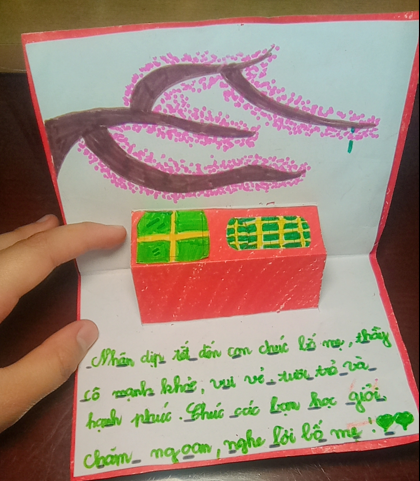 Nhân dịp tết đến con chúc bố mẹ, thầy
cô mạnh khỏe, vui vẻ, tươi trẻ và
hạnh phúc. Chúc các bạn học giỏi
chăm ngoan, nghe lời bố mẹ!